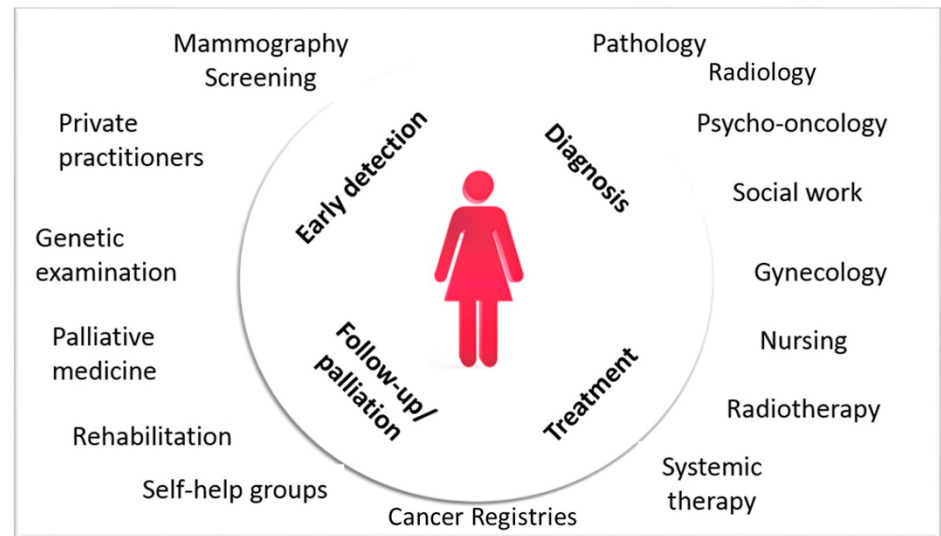 Mammography
Screening
Pathology
Radiology
Private
practitioners
Psycho-oncology
Early detection
Diagnosis
Social work
Genetic
examination
Gynecology
Palliative
medicine
Nursing
Follow-up/
palliation
Treatment
Radiotherapy
Rehabilitation
Systemic
therapy
Self-help groups
Cancer Registries